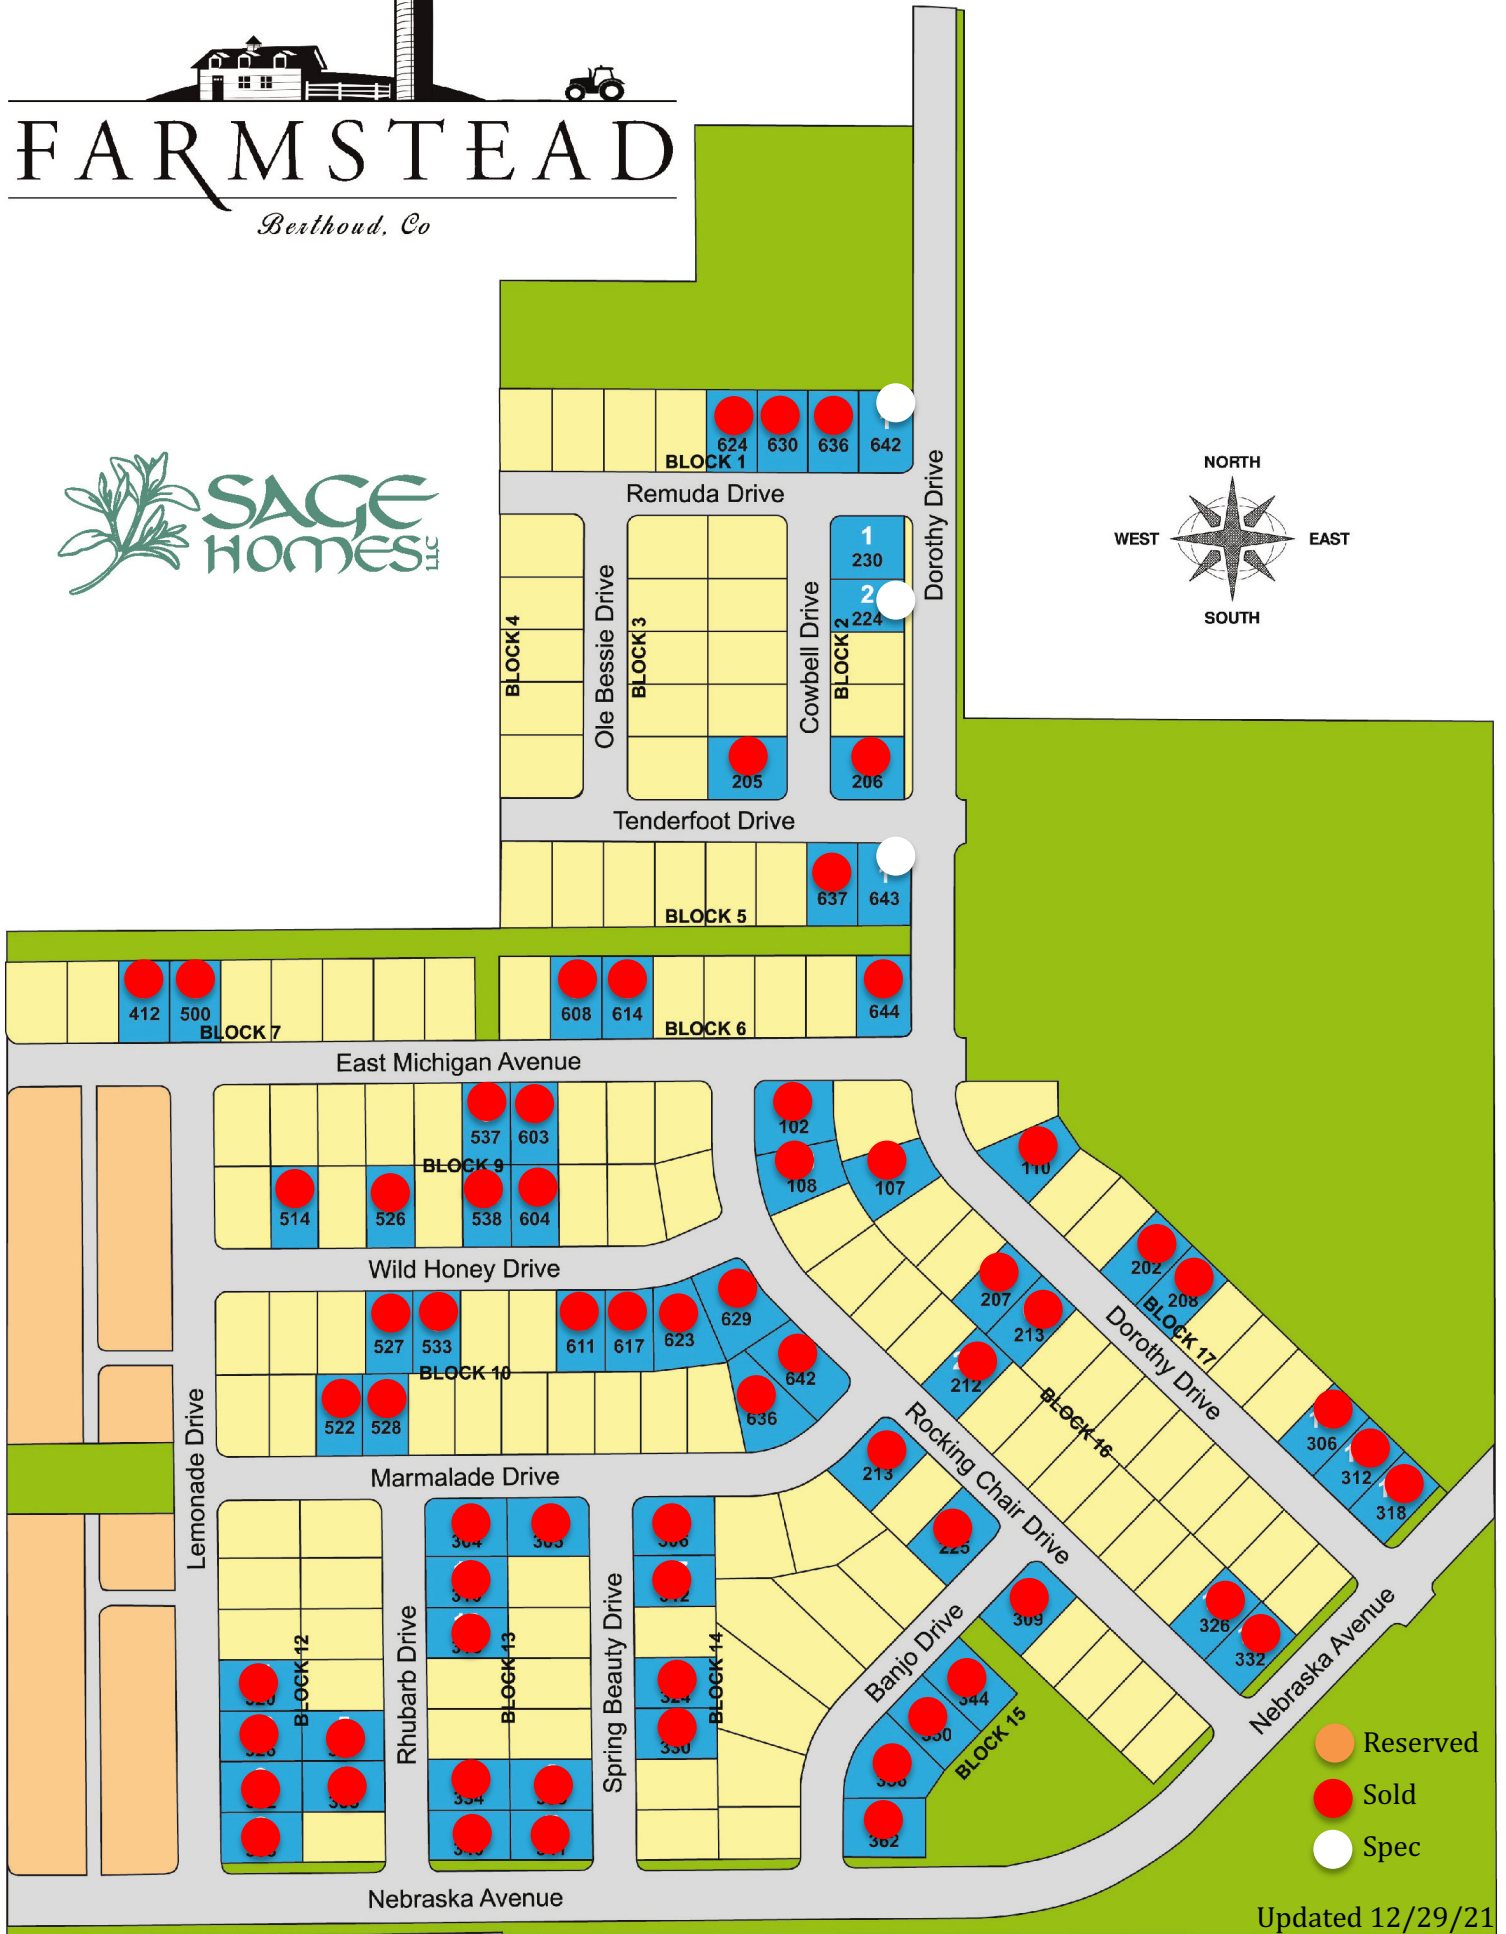 FARMSTEAD
Berthoud, Co
SAGE
HOMES LLC
NORTH
WEST
EAST
SOUTH
624
630
636
642
BLOCK 1
Remuda Drive
Dorothy Drive
1
230
2
224
BLOCK 4
Ole Bessie Drive
BLOCK 3
Cowbell Drive
BLOCK 2
205
206
Tenderfoot Drive
637
643
BLOCK 5
412
500
BLOCK 7
608
614
644
BLOCK 6
East Michigan Avenue
537
603
BLOCK 9
514
526
538
604
102
108
107
110
Wild Honey Drive
527
533
611
617
623
629
BLOCK 10
522
528
642
636
202
208
BLOCK 17
207
213
212
BLOCK 16
Dorothy Drive
306
312
318
Marmalade Drive
Lemonade Drive
Rocking Chair Drive
213
225
309
326
332
Nebraska Avenue
BLOCK 12
Rhubarb Drive
BLOCK 13
Spring Beauty Drive
BLOCK 14
324
330
334
Banjo Drive
344
350
356
362
BLOCK 15
Nebraska Avenue
Reserved
Sold
Spec
Updated 12/29/21